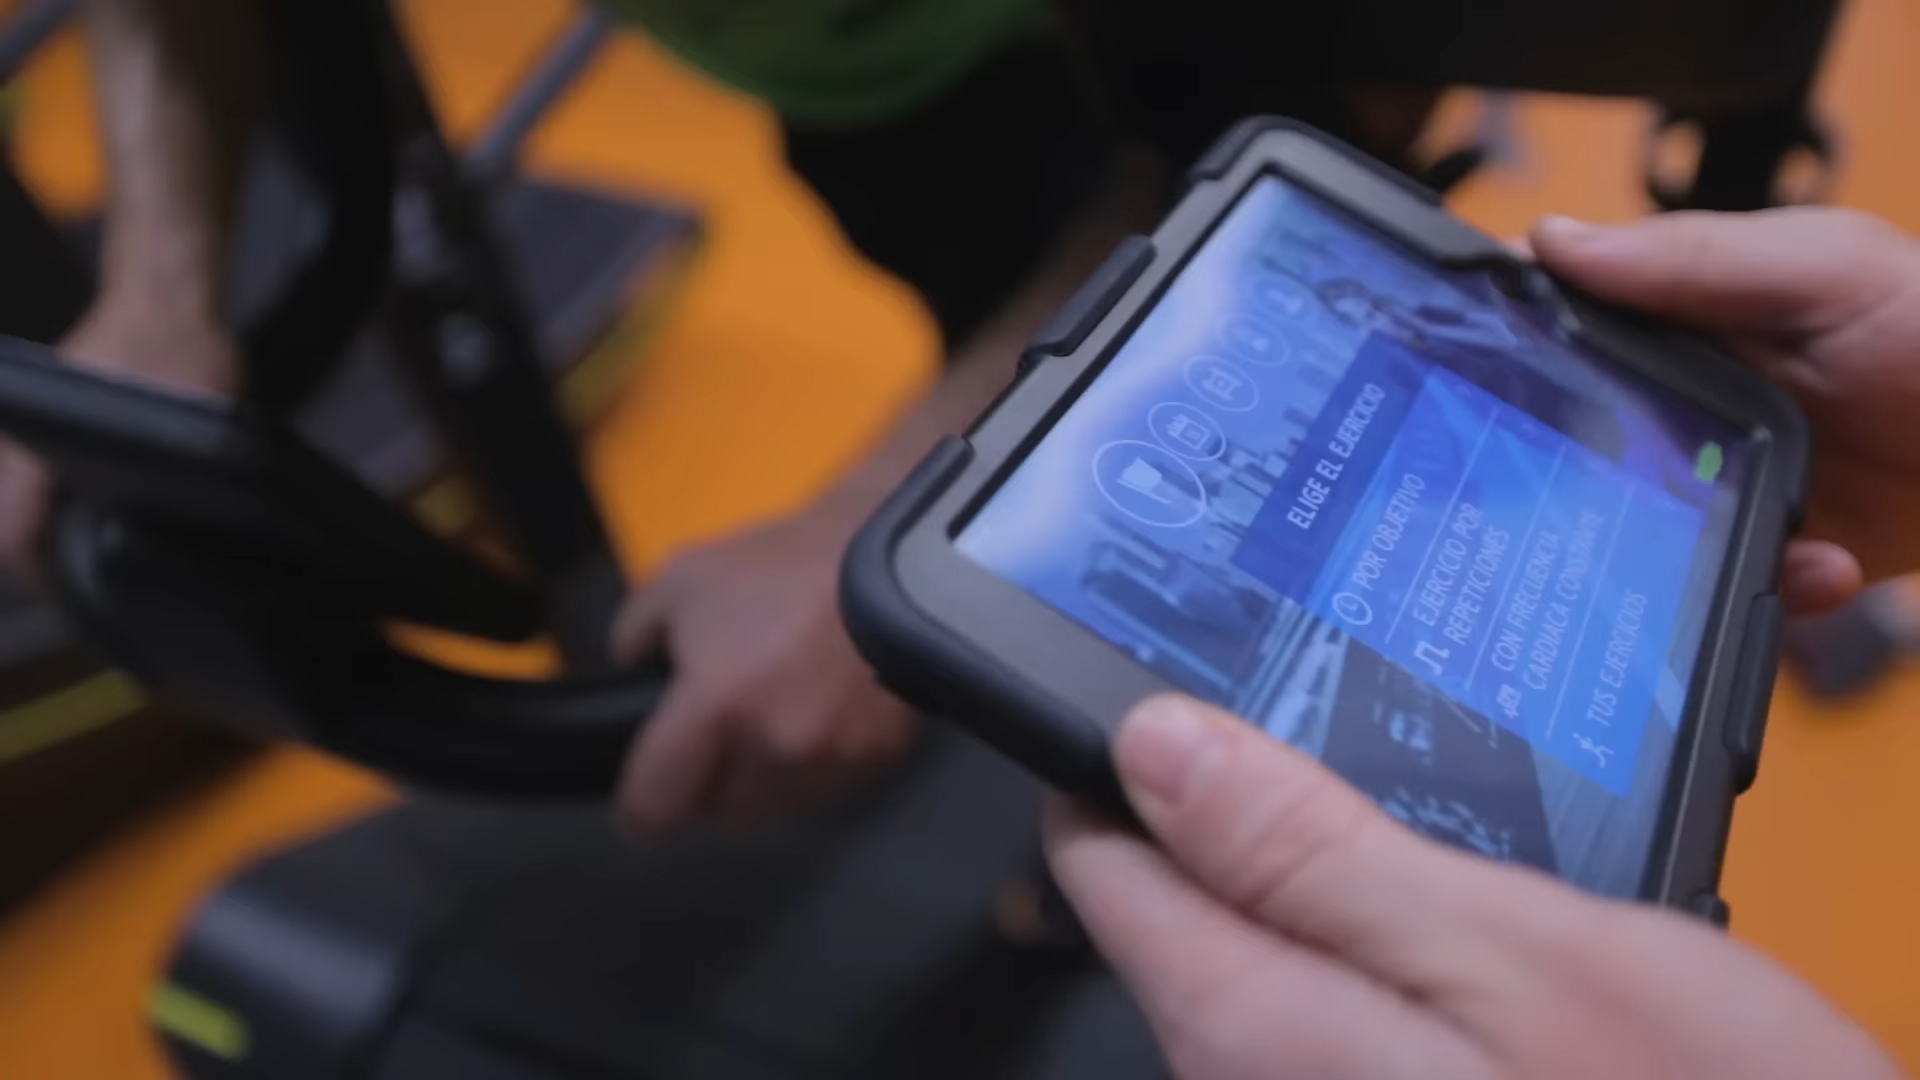 ELIGE EL EJERCICIO
POR OBJETIVO
EJERCICIO POR
REPETICIONES
CON FRECUENCIA
CARDIACA CONSTANTE
TUS EJERCICIOS